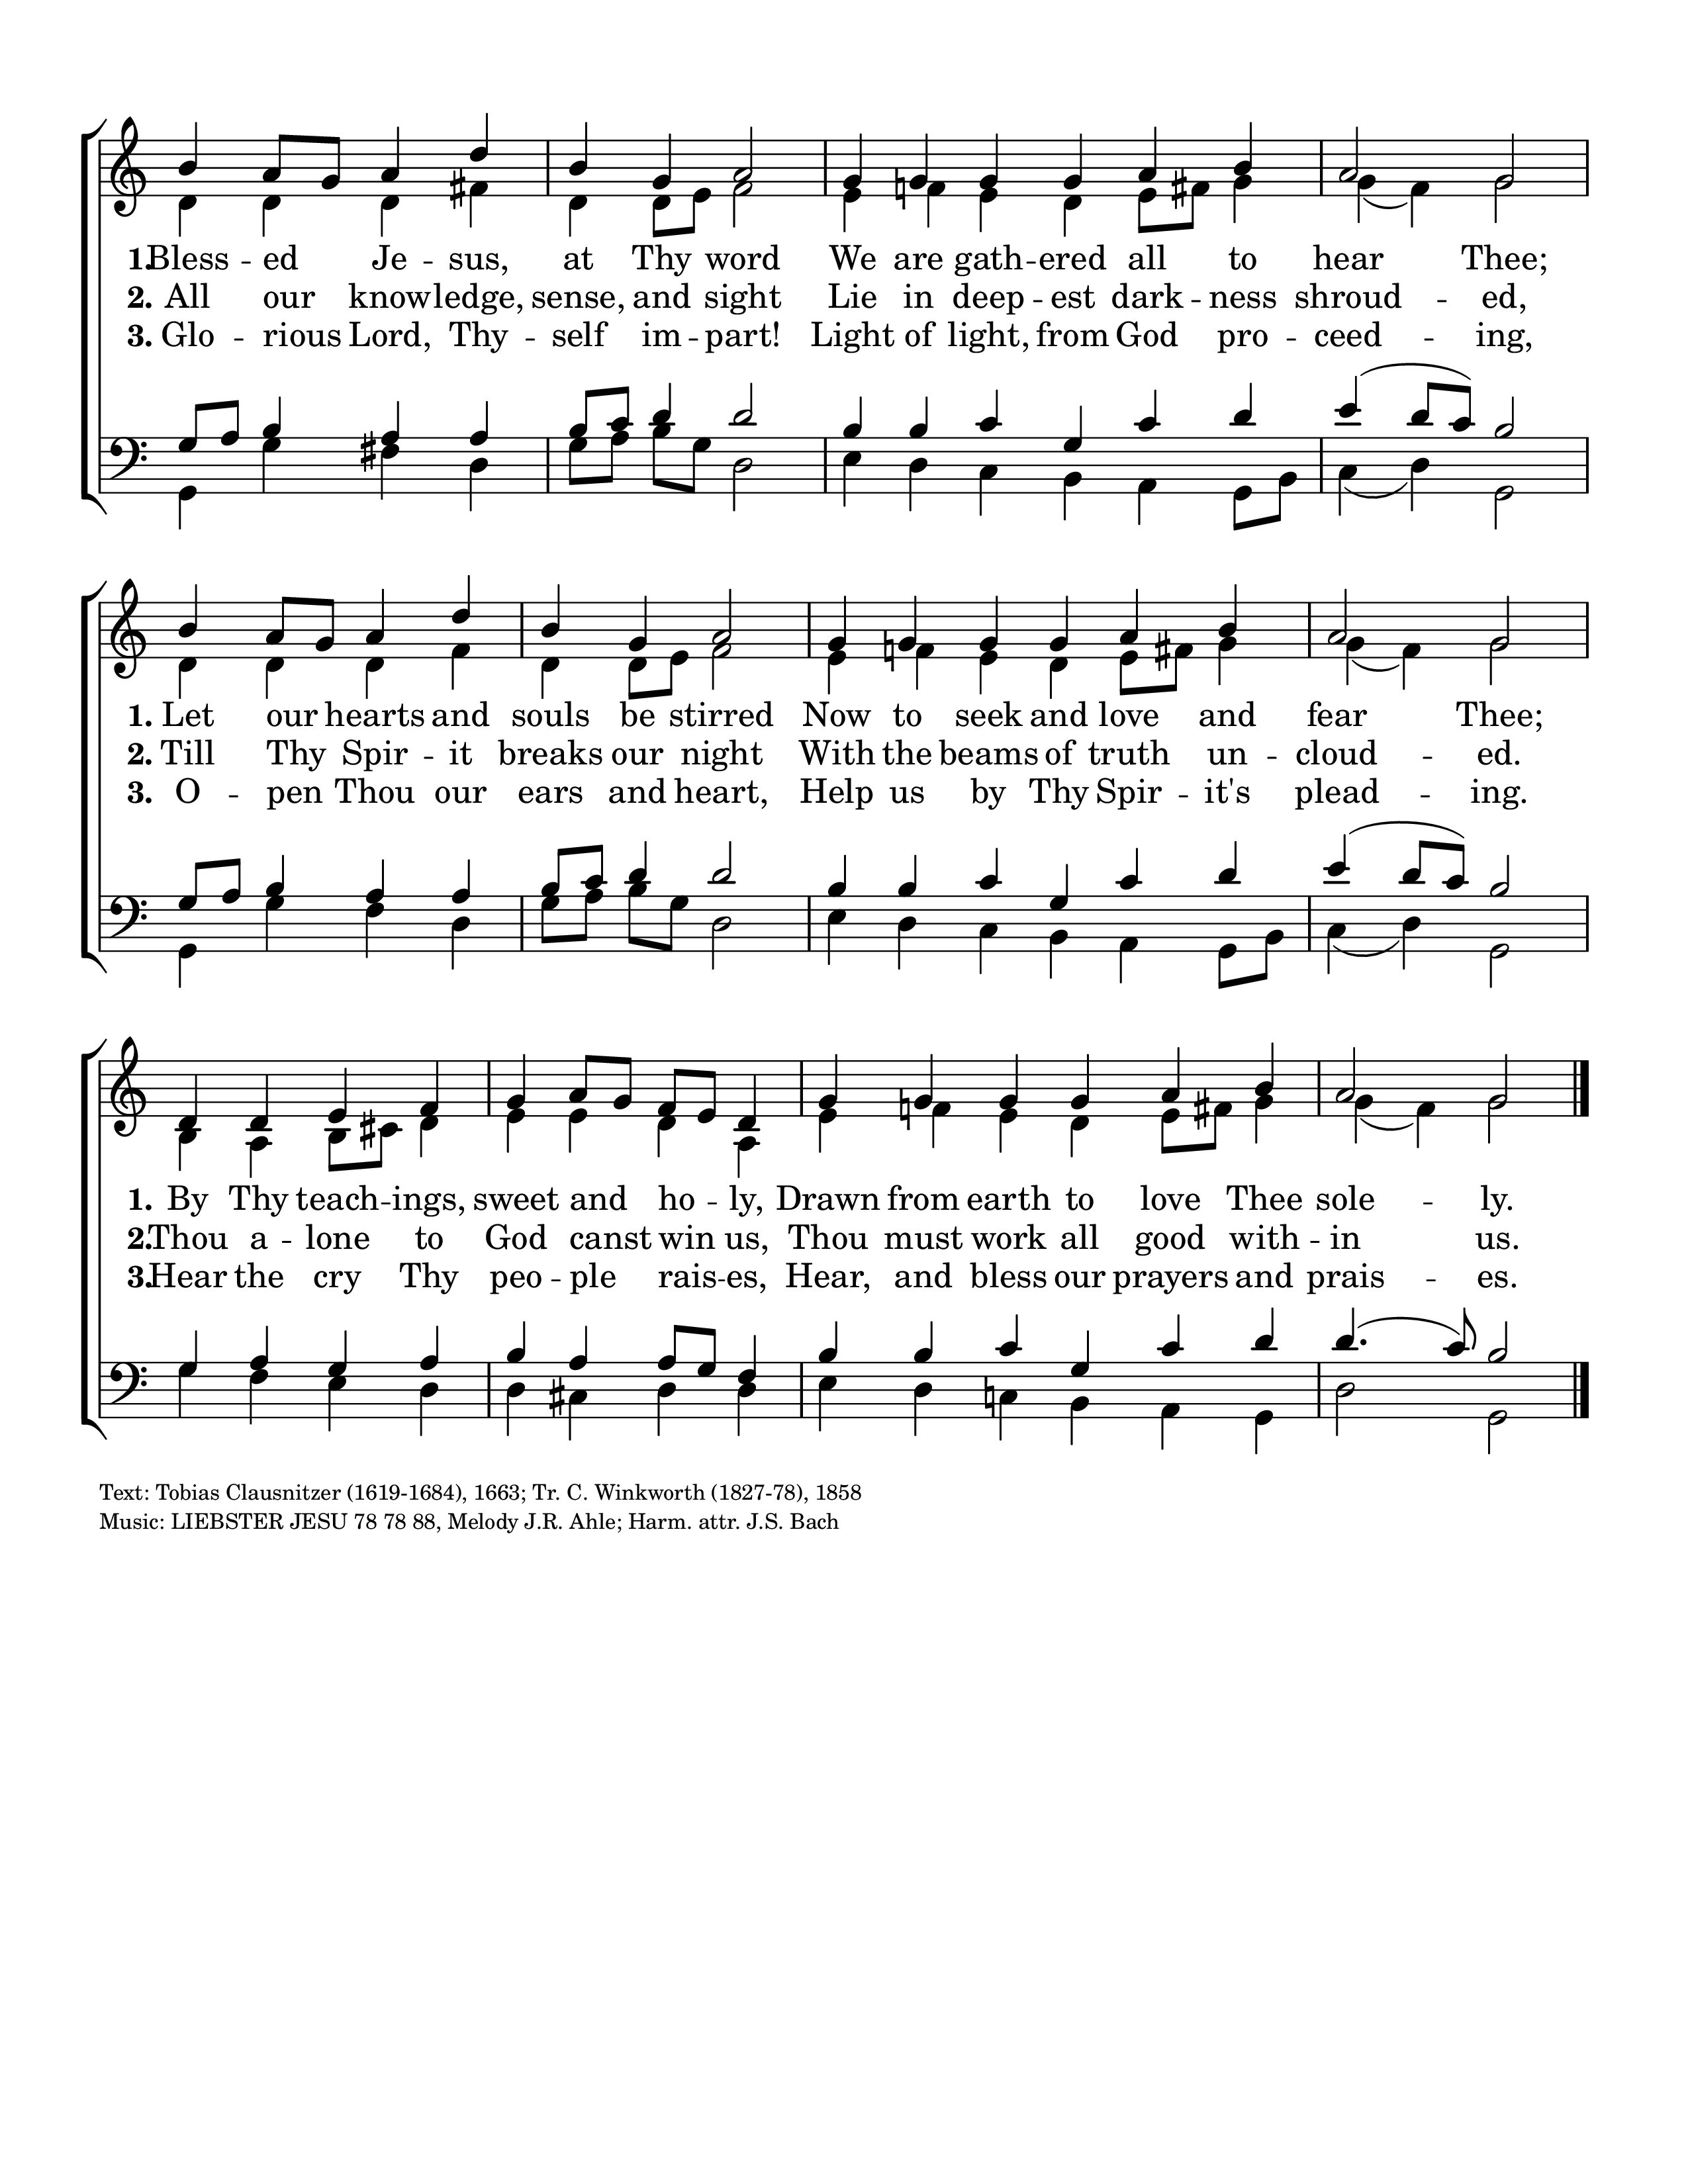 1. Bless -- ed Je -- sus, at Thy word We are gath -- ered all to hear Thee;
2. All our know -- ledge, sense, and sight Lie in deep -- est dark -- ness shroud -- ed,
3. Glo -- rious Lord, Thy -- self im -- part! Light of light, from God pro -- ceed -- ing,
1. Let our hearts and souls be stirred Now to seek and love and fear Thee;
2. Till Thy Spir -- it breaks our night With the beams of truth un -- cloud -- ed.
3. O -- pen Thou our ears and heart, Help us by Thy Spir -- it's plead -- ing.
1. By Thy teach -- ings, sweet and ho -- ly, Drawn from earth to love Thee sole -- ly.
2. Thou a -- lone to God canst win us, Thou must work all good with -- in us.
3. Hear the cry Thy peo -- ple rais -- es, Hear, and bless our prayers and prais -- es.
Text: Tobias Clausnitzer (1619-1684), 1663; Tr. C. Winkworth (1827-78), 1858
Music: LIEBSTER JESU 78 78 88, Melody J.R. Ahle; Harm. attr. J.S. Bach